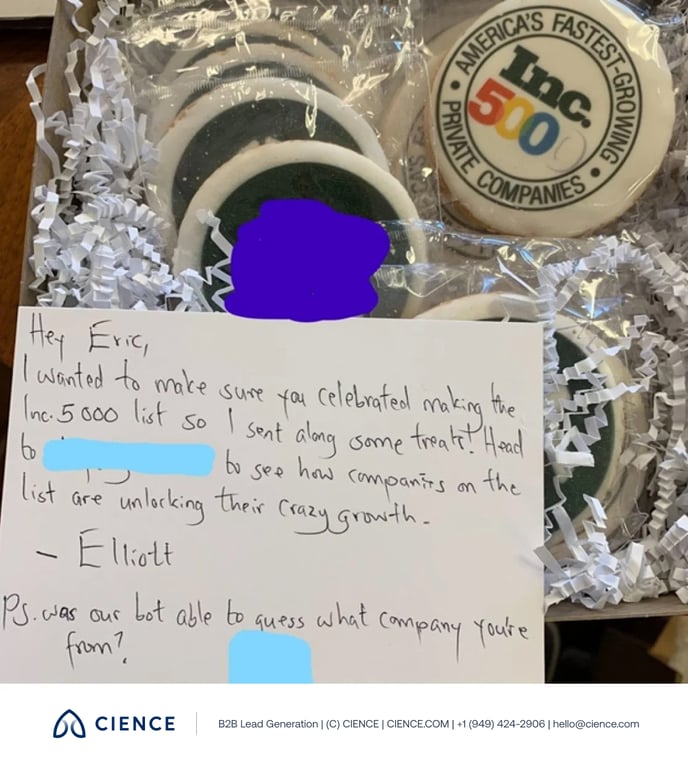 AMERICA'S FASTEST-GROWING
Inc.
5000
PRIVATE COMPANIES
Hey Eric,
I wanted to make sure you celebrated making the
Inc. 5000 list so I sent along some treats! Head
to
to see how companies on the
list are unlocking their crazy growth.
- Elliott
Ps. was our bot able to guess what company you're
from?
CIENCE
B2B Lead Generation | (C) CIENCE | CIENCE.COM | +1 (949) 424-2906 | hello@cience.com